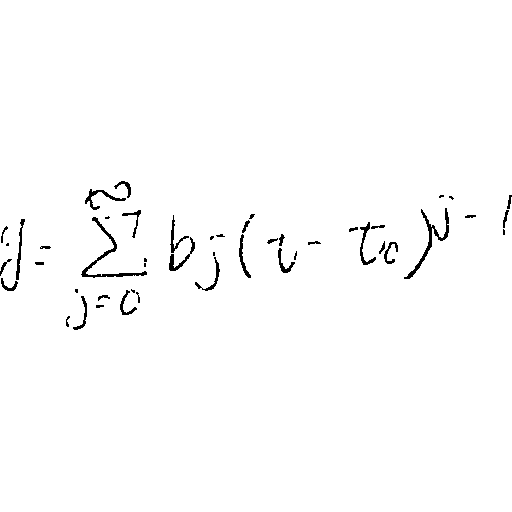 y = \sum_{j=0}^{\infty} b_j (t - t_0)^{j-1}